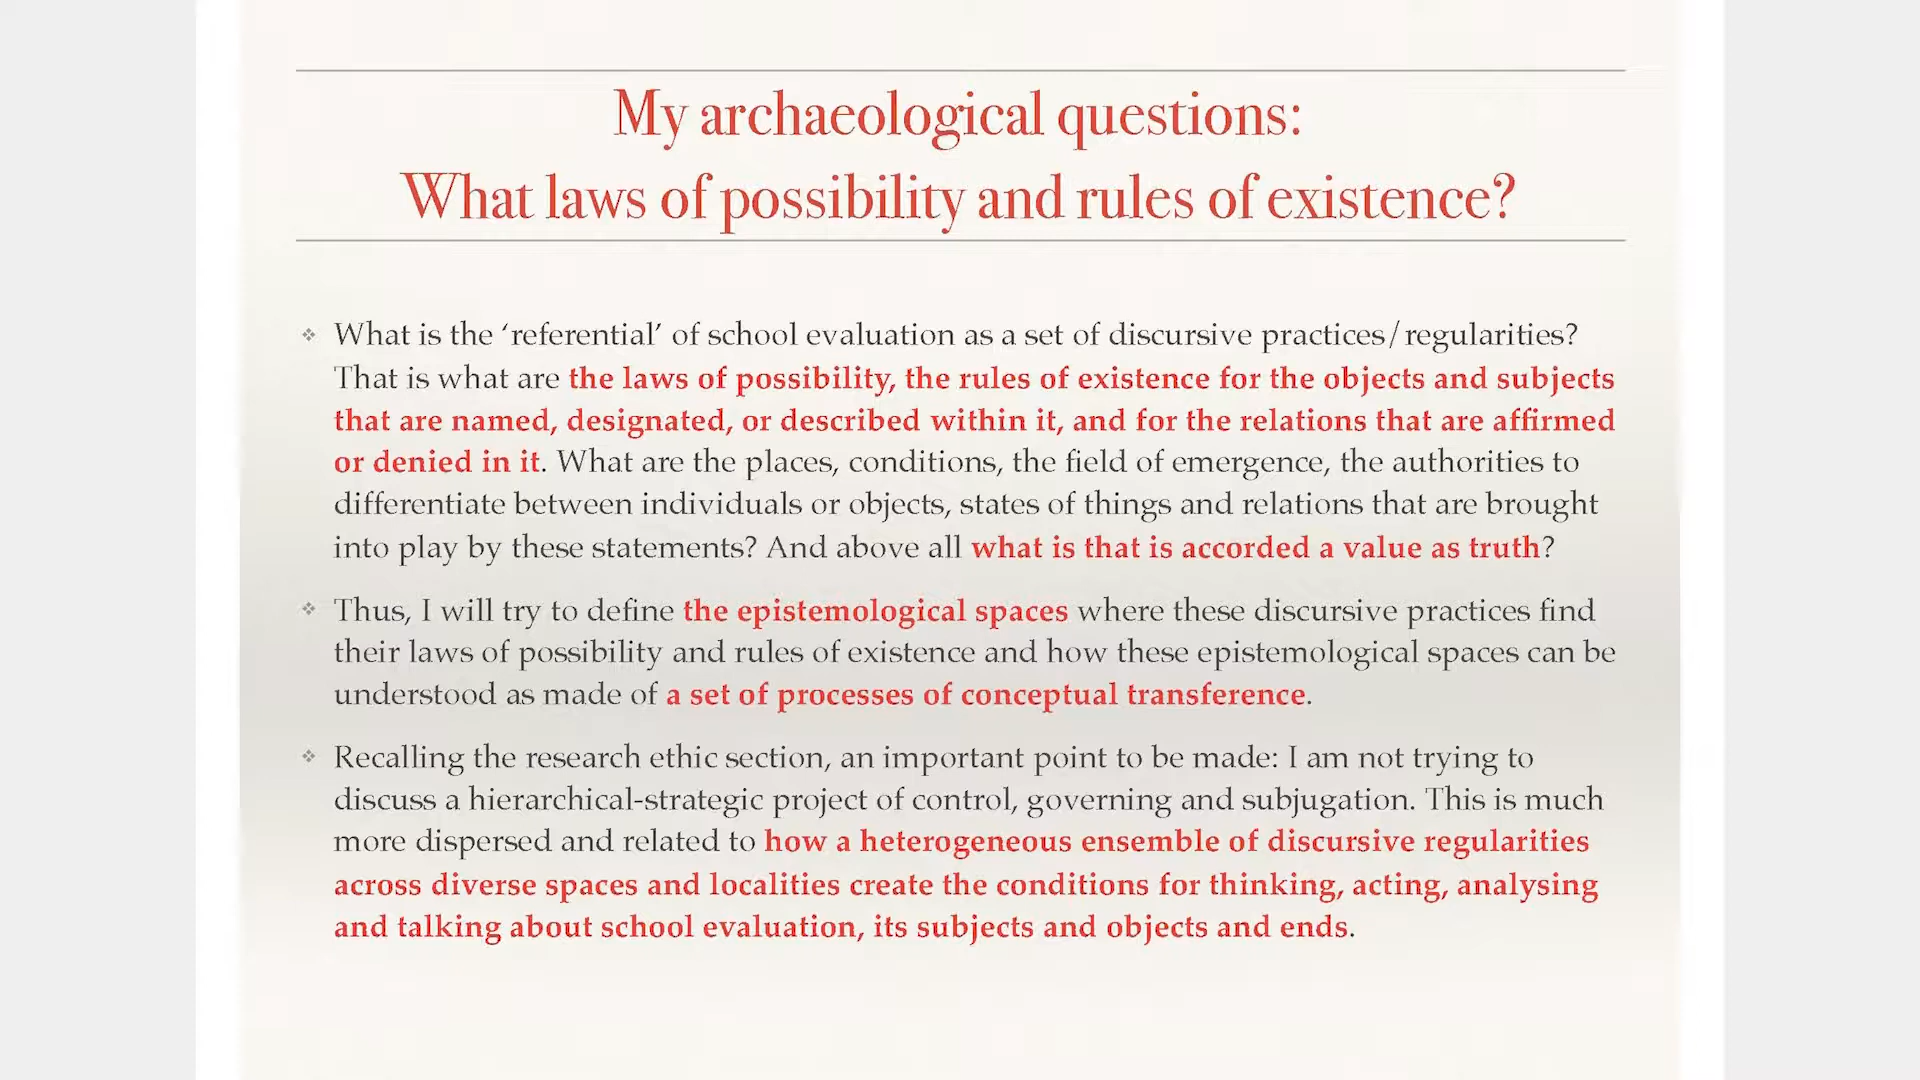 My archaeological questions:
What laws of possibility and rules of existence?
❖ What is the ‘referential’ of school evaluation as a set of discursive practices/regularities?
That is what are the laws of possibility, the rules of existence for the objects and subjects
that are named, designated, or described within it, and for the relations that are affirmed
or denied in it. What are the places, conditions, the field of emergence, the authorities to
differentiate between individuals or objects, states of things and relations that are brought
into play by these statements? And above all what is that is accorded a value as truth?
❖ Thus, I will try to define the epistemological spaces where these discursive practices find
their laws of possibility and rules of existence and how these epistemological spaces can be
understood as made of a set of processes of conceptual transference.
❖ Recalling the research ethic section, an important point to be made: I am not trying to
discuss a hierarchical-strategic project of control, governing and subjugation. This is much
more dispersed and related to how a heterogeneous ensemble of discursive regularities
across diverse spaces and localities create the conditions for thinking, acting, analysing
and talking about school evaluation, its subjects and objects and ends.